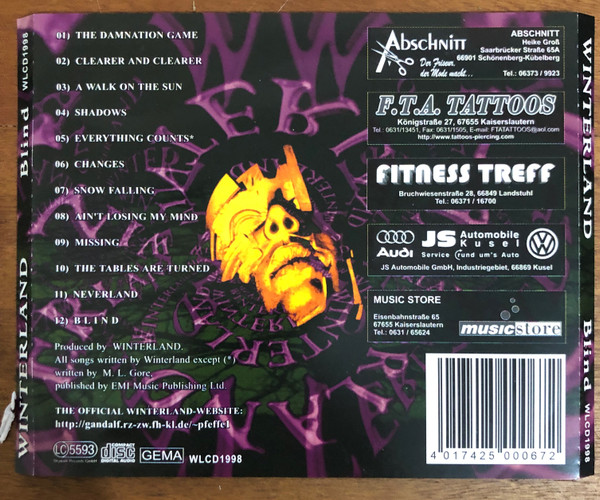 WLCD1998 Blind WINTERLAND
01) THE DAMNATION GAME
02) CLEARER AND CLEARER
03) A WALK ON THE SUN
04) SHADOWS
05) EVERYTHING COUNTS*
06) CHANGES
07) SNOW FALLING
08) AIN'T LOSING MY MIND
09) MISSING...
10) THE TABLES ARE TURNED
11) NEVERLAND
12) B L I N D
Produced by WINTERLAND.
All songs written by Winterland except (*)
written by M. L. Gore,
published by EMI Music Publishing Ltd.
THE OFFICIAL WINTERLAND-WEBSITE:
http://gandalf.rz-zw.fh-kl.de/~pfeffe1
LC 5593
COMPACT
disc
DIGITAL AUDIO
GEMA
WLCD1998
Abschnitt
Der Friseur,
der Mode macht...
ABSCHNITT
Heike Groß
Saarbrücker Straße 65A
66901 Schönenberg-Kübelberg
Tel.: 06373 / 9923
F.T.A. TATTOOS
Königstraße 27, 67655 Kaiserslautern
Tel.: 0631/13451, Fax: 0631/1505, E-mail: FTATATTOOS@aol.com
http://www.tattoos-piercing.com
FITNESS TREFF
Bruchwiesenstraße 28, 66849 Landstuhl
Tel.: 06371 / 16700
Audi
JS Automobile
Kusel
Service rund um's Auto
JS Automobile GmbH, Industriegebiet, 66869 Kusel
MUSIC STORE
Eisenbahnstraße 65
67655 Kaiserslautern
Tel.: 0631 / 65624
music store
4 017425 000672
WINTERLAND Blind WLCD1998